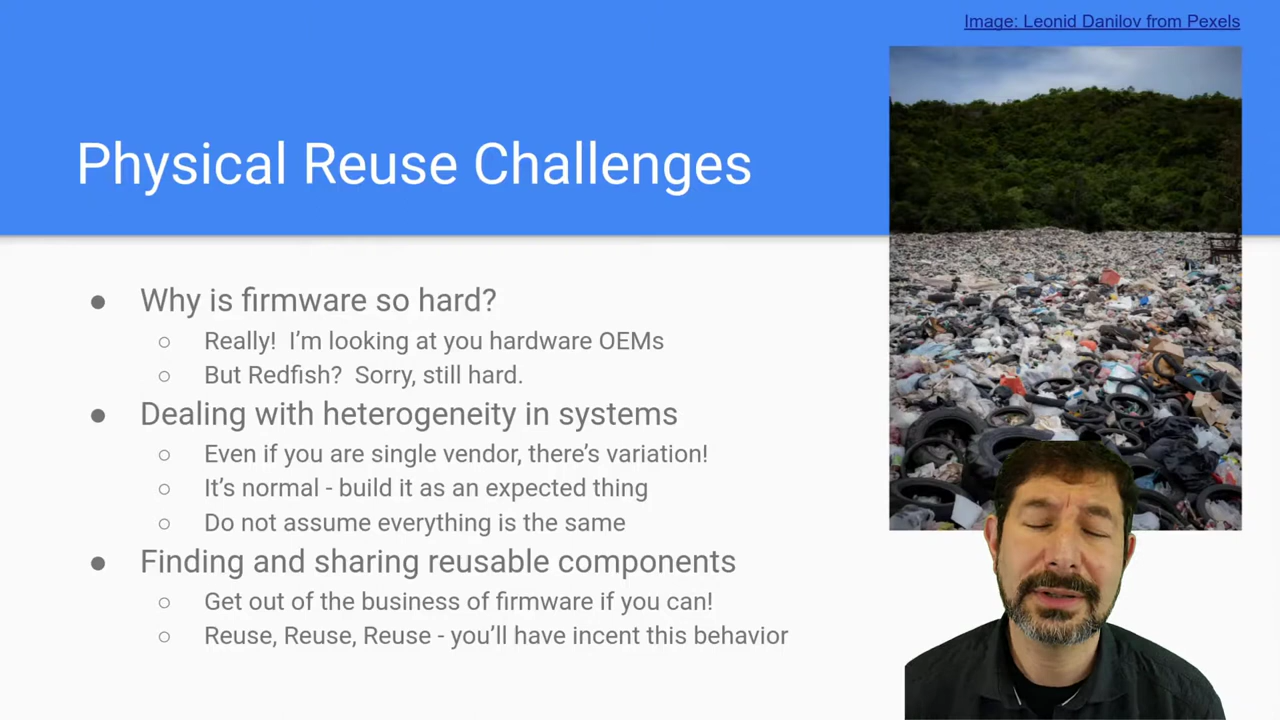 Image: Leonid Danilov from Pexels
Physical Reuse Challenges
● Why is firmware so hard?
○ Really! I'm looking at you hardware OEMs
○ But Redfish? Sorry, still hard.
● Dealing with heterogeneity in systems
○ Even if you are single vendor, there's variation!
○ It's normal - build it as an expected thing
○ Do not assume everything is the same
● Finding and sharing reusable components
○ Get out of the business of firmware if you can!
○ Reuse, Reuse, Reuse - you'll have incent this behavior